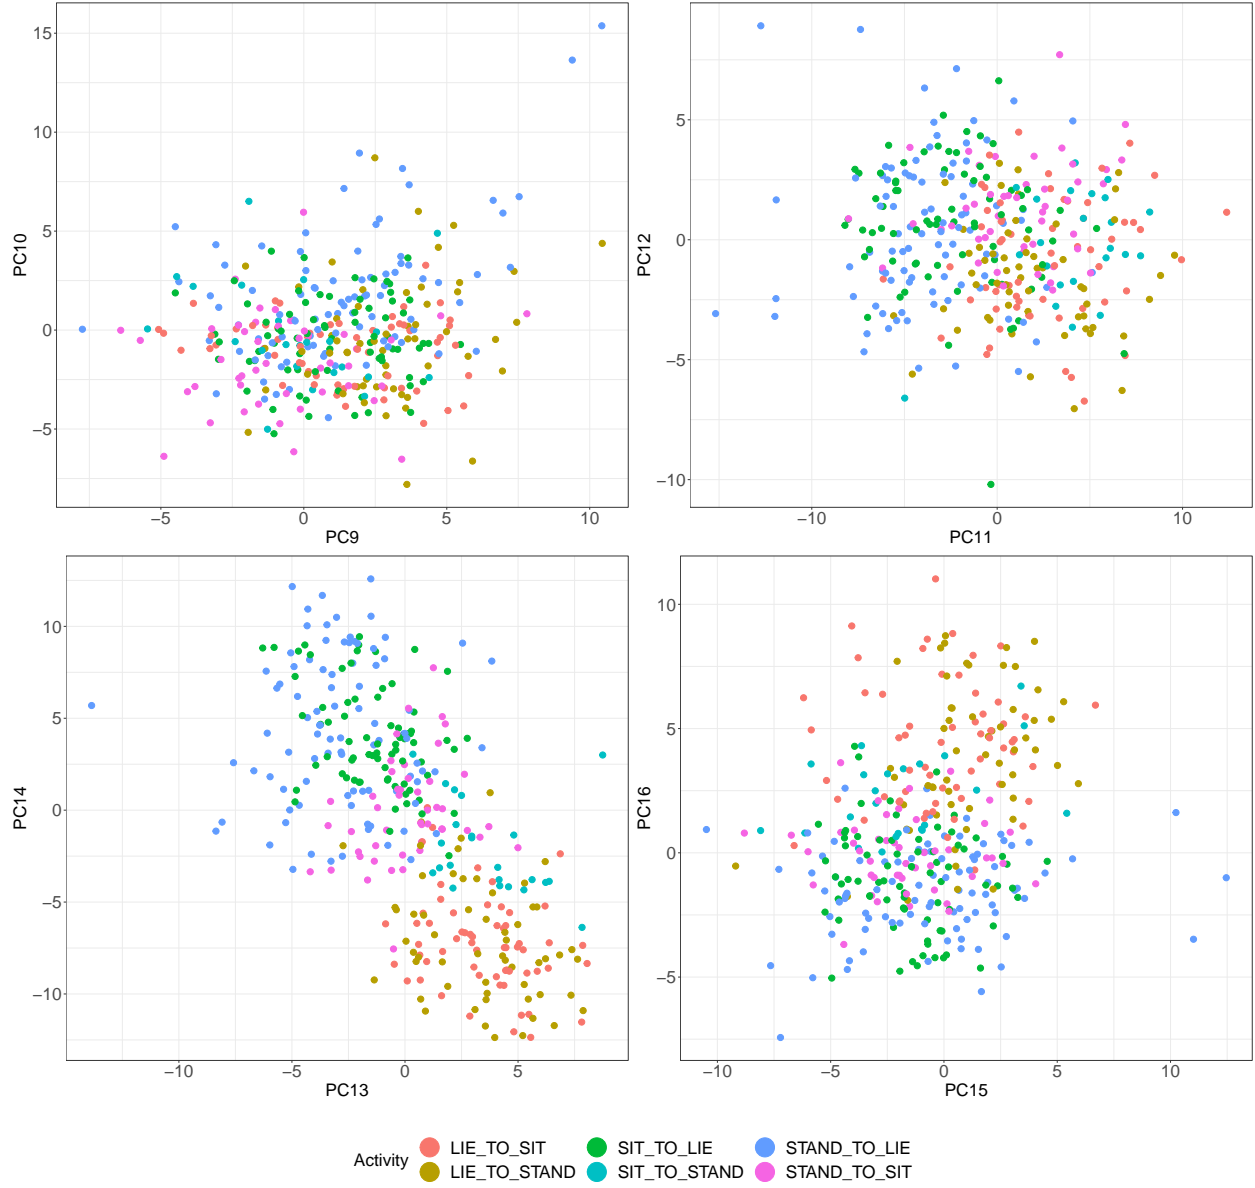 15
10
5
0
−5
PC10
−5
0
5
10
PC9
5
0
−5
−10
PC12
−10
0
10
PC11
10
5
0
−5
−10
PC14
−10
−5
0
5
PC13
10
5
0
−5
PC16
−10
−5
0
5
10
PC15
Activity
LIE_TO_SIT
SIT_TO_LIE
STAND_TO_LIE
LIE_TO_STAND
SIT_TO_STAND
STAND_TO_SIT